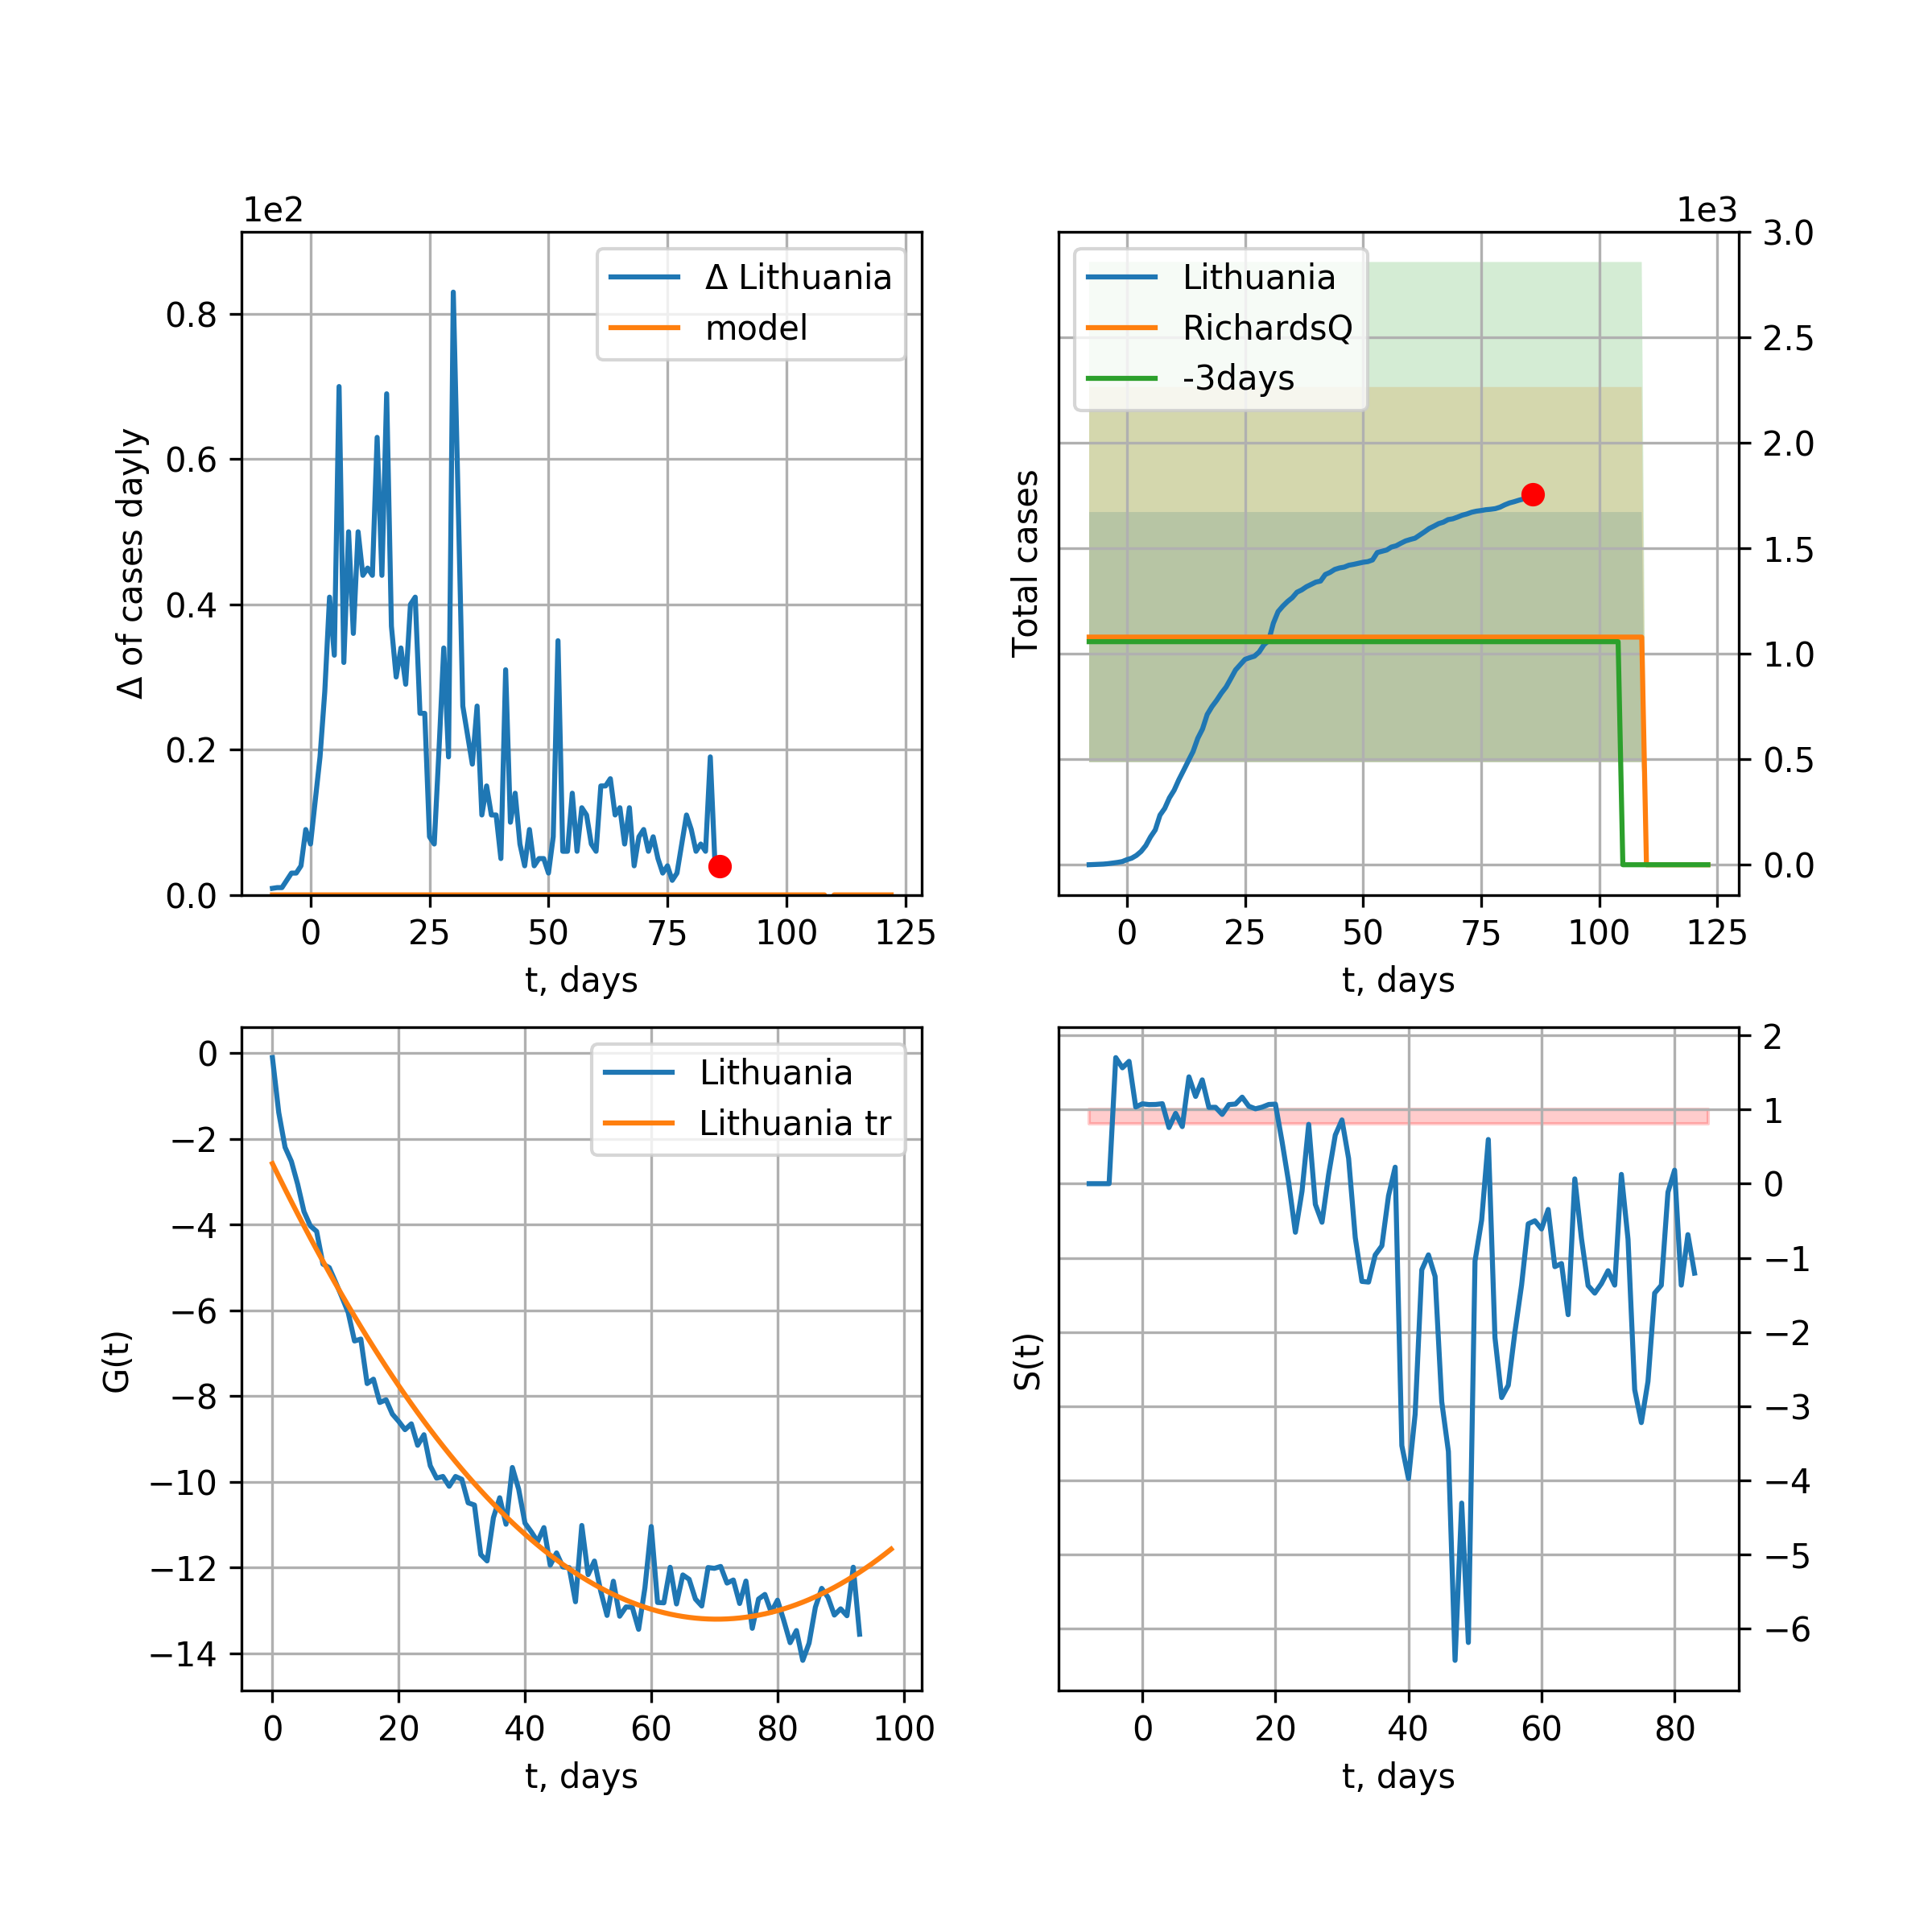 1e2
Δ of cases dayly
0.8
0.6
0.4
0.2
0.0
Δ Lithuania
model
0 25 50 75 100 125
t, days
1e3
Total cases
Lithuania
RichardsQ
-3days
3.0
2.5
2.0
1.5
1.0
0.5
0.0
0 25 50 75 100 125
t, days
G(t)
0
−2
−4
−6
−8
−10
−12
−14
Lithuania
Lithuania tr
0 20 40 60 80 100
t, days
S(t)
2
1
0
−1
−2
−3
−4
−5
−6
0 20 40 60 80
t, days